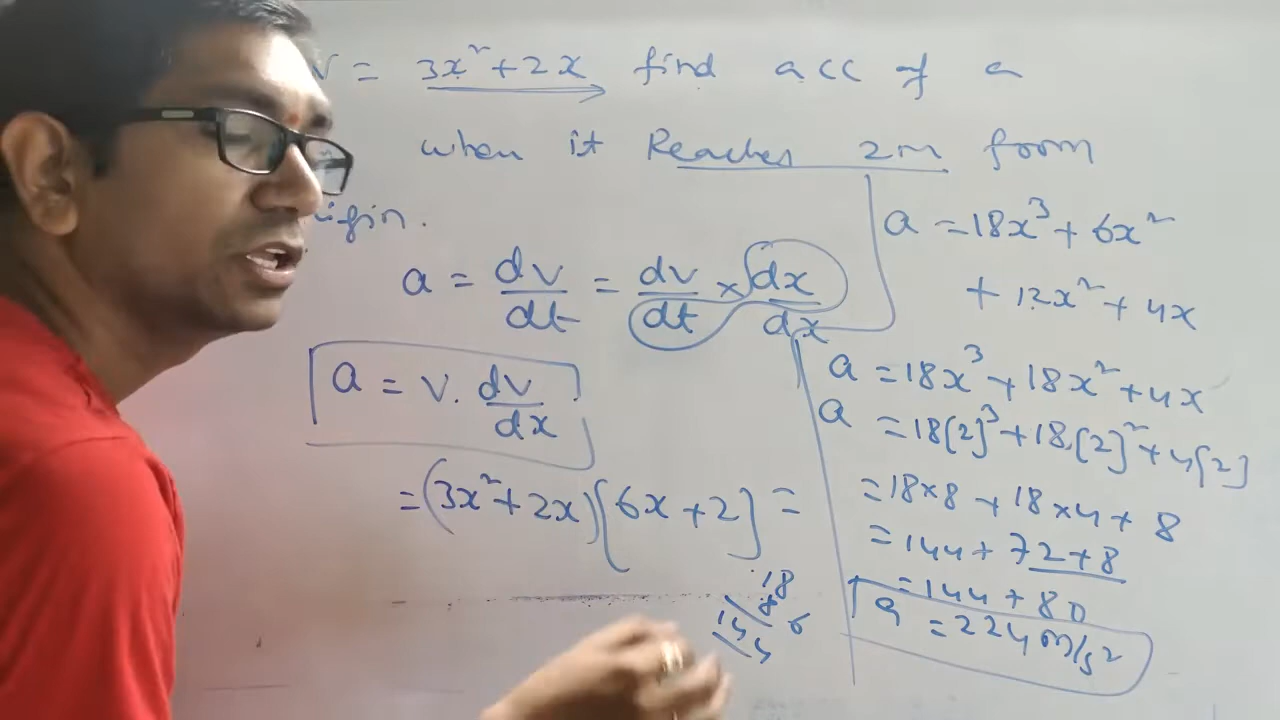 V = 3x² + 2x find acc of a
when it Reaches 2m from
igin.
a = dv/dt = dv/dt × dx/dx
a = v. dv/dx
= (3x² + 2x) [6x + 2] =
a = 18x³ + 6x²
+ 12x² + 4x
a = 18x³ + 18x² + 4x
a = 18[2]³ + 18[2]² + 4[2]
= 18×8 + 18×4 + 8
= 144 + 72 + 8
= 144 + 80
a = 224 m/s²
18